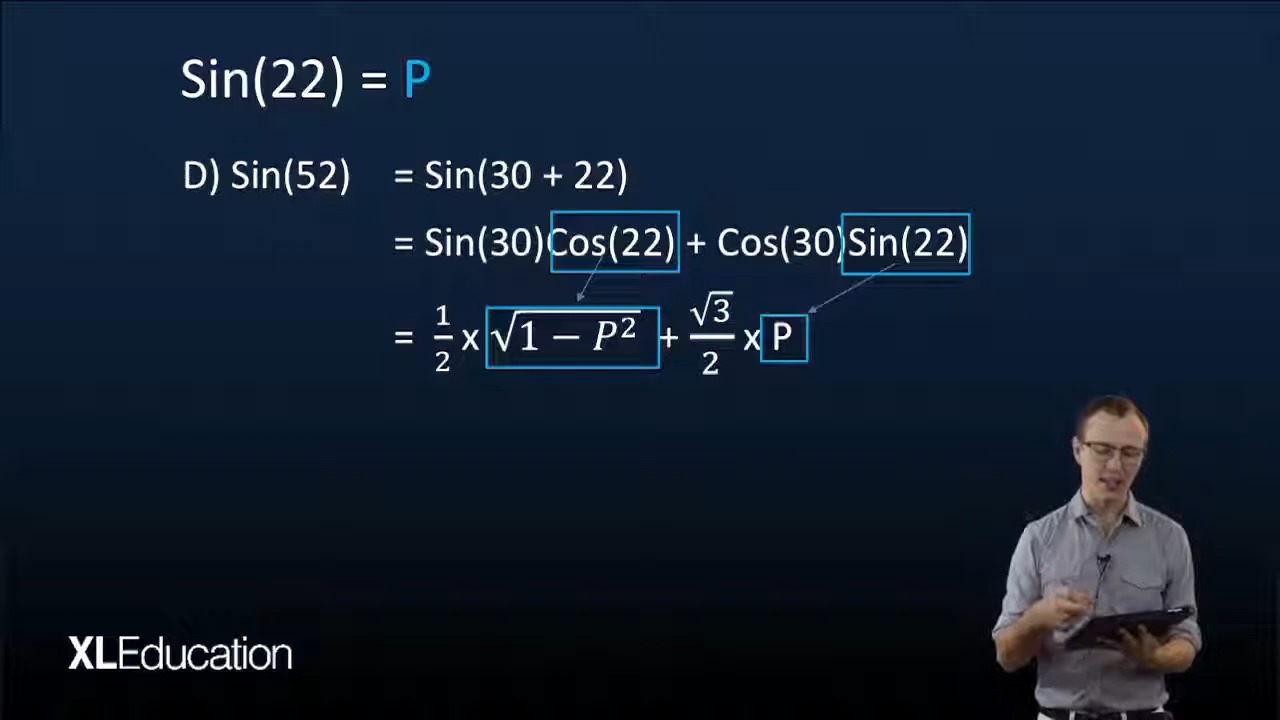 Sin(22) = P
D) Sin(52) = Sin(30 + 22)
= Sin(30)Cos(22) + Cos(30)Sin(22)
= 1/2 x √(1 − P²) + √3/2 x P
XLEducation